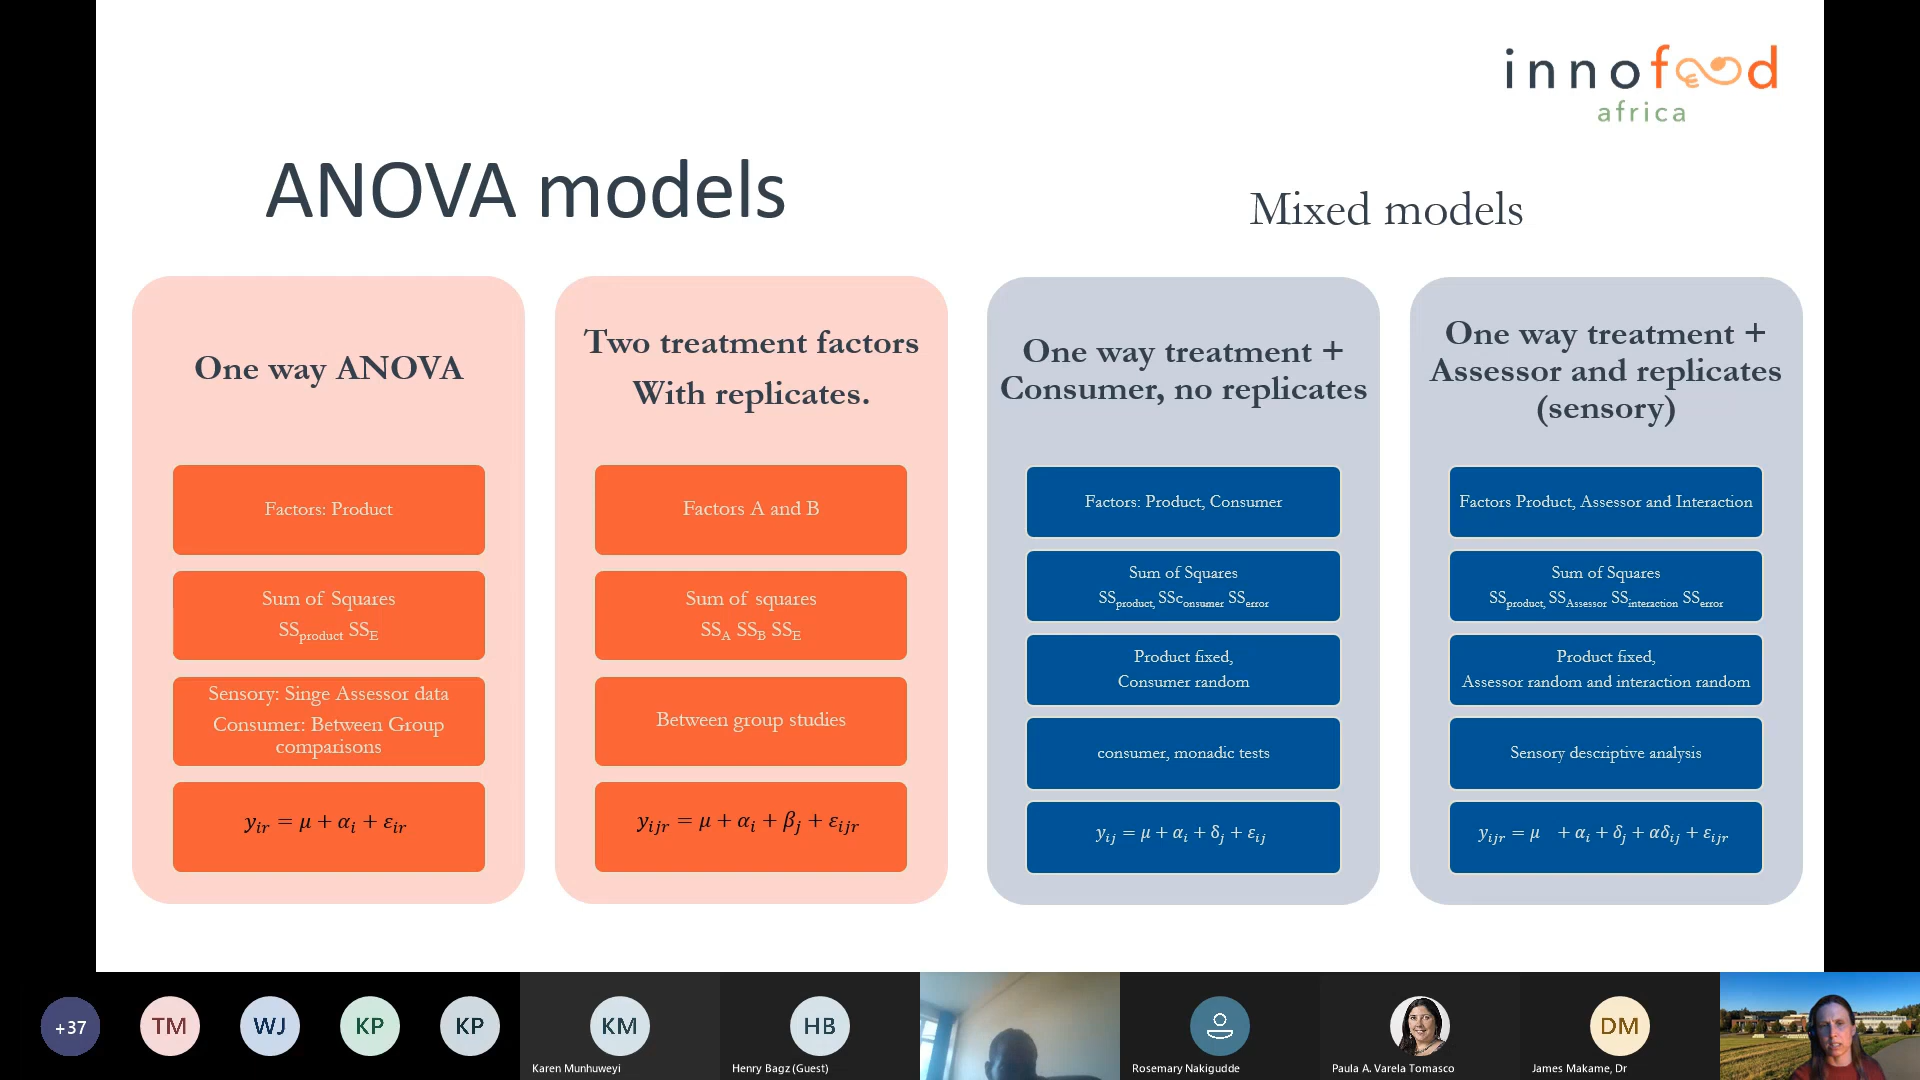 innofood
africa
ANOVA models
Mixed models
One way ANOVA
Factors: Product
Sum of Squares
SSproduct SSE
Sensory: Singe Assessor data
Consumer: Between Group
comparisons
yir = μ + αi + εir
Two treatment factors
With replicates.
Factors A and B
Sum of squares
SSA SSB SSE
Between group studies
yijr = μ + αi + βj + εijr
One way treatment +
Consumer, no replicates
Factors: Product, Consumer
Sum of Squares
SSproduct, SSconsumer SSerror
Product fixed,
Consumer random
consumer, monadic tests
yij = μ + αi + δj + εij
One way treatment +
Assessor and replicates
(sensory)
Factors Product, Assessor and Interaction
Sum of Squares
SSproduct, SSAssessor SSinteraction SSerror
Product fixed,
Assessor random and interaction random
Sensory descriptive analysis
yijr = μ + αi + δj + αδij + εijr
+37
TM
WJ
KP
KP
KM
Karen Munhuweyi
HB
Henry Bagz (Guest)
Rosemary Nakigudde
Paula A. Varela Tomasco
DM
James Makame, Dr